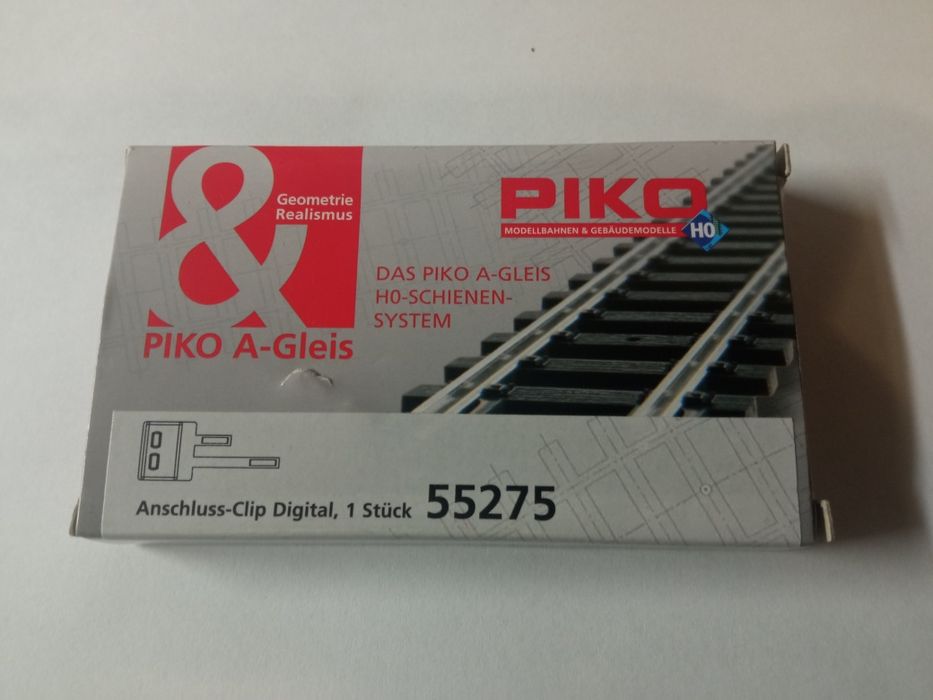 &
Geometrie
Realismus
PIKO A-Gleis
PIKO
MODELLBAHNEN & GEBÄUDEMODELLE
H0
DAS PIKO A-GLEIS
H0-SCHIENEN-
SYSTEM
Anschluss-Clip Digital, 1 Stück 55275